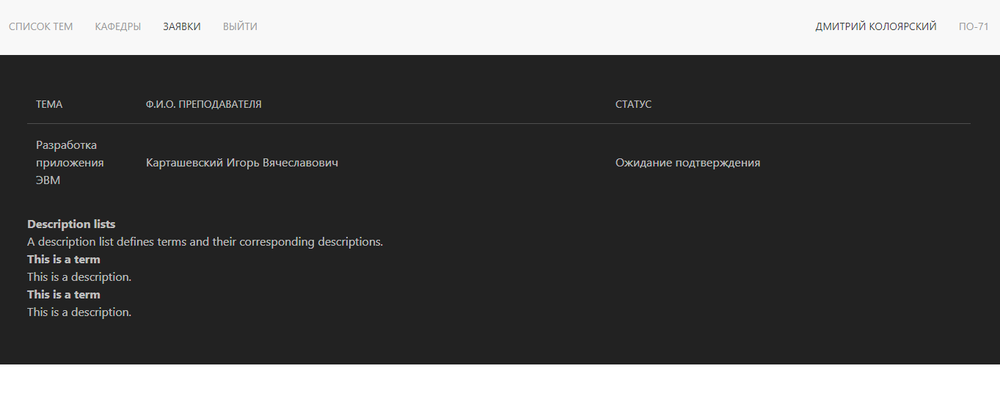 СПИСОК ТЕМ КАФЕДРЫ ЗАЯВКИ ВЫЙТИ ДМИТРИЙ КОЛОЯРСКИЙ ПО-71
ТЕМА Ф.И.О. ПРЕПОДАВАТЕЛЯ СТАТУС
Разработка
приложения Карташевский Игорь Вячеславович Ожидание подтверждения
ЭВМ
Description lists
A description list defines terms and their corresponding descriptions.
This is a term
This is a description.
This is a term
This is a description.